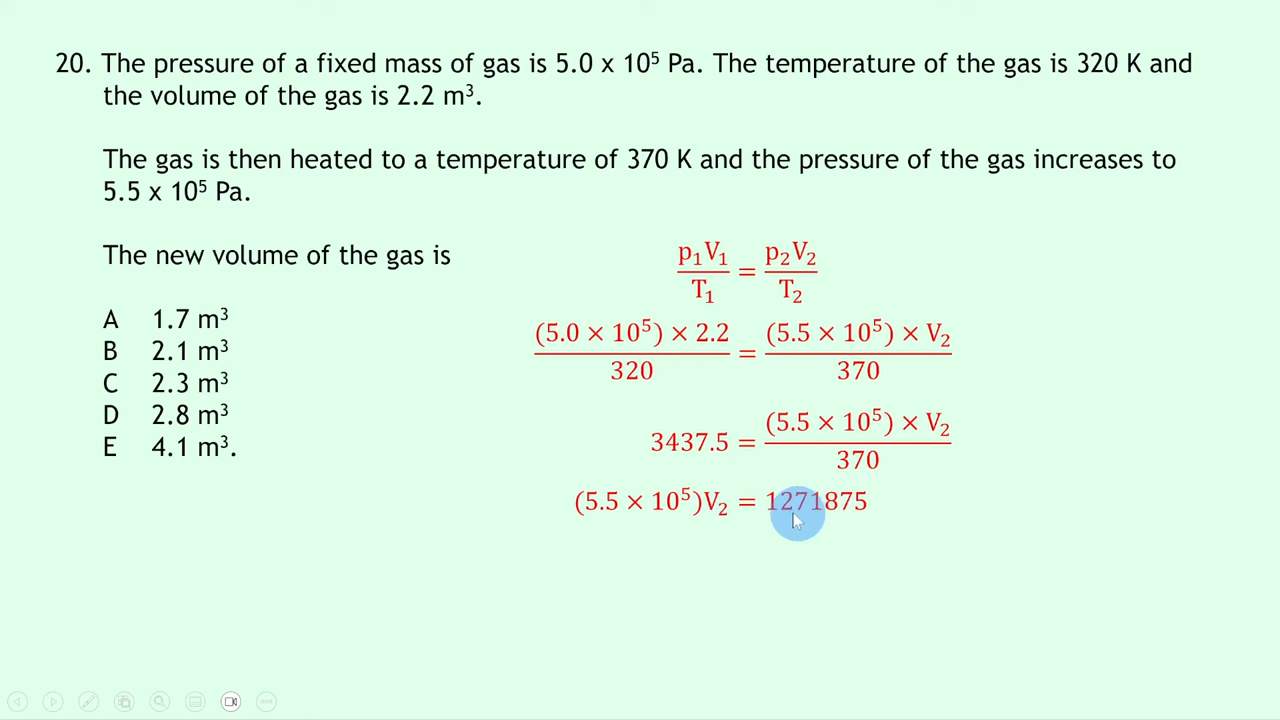 20. The pressure of a fixed mass of gas is 5.0 x 10⁵ Pa. The temperature of the gas is 320 K and
the volume of the gas is 2.2 m³.
The gas is then heated to a temperature of 370 K and the pressure of the gas increases to
5.5 x 10⁵ Pa.
The new volume of the gas is
A 1.7 m³
B 2.1 m³
C 2.3 m³
D 2.8 m³
E 4.1 m³.
p₁V₁/T₁ = p₂V₂/T₂
(5.0 × 10⁵) × 2.2/320 = (5.5 × 10⁵) × V₂/370
3437.5 = (5.5 × 10⁵) × V₂/370
(5.5 × 10⁵)V₂ = 1271875